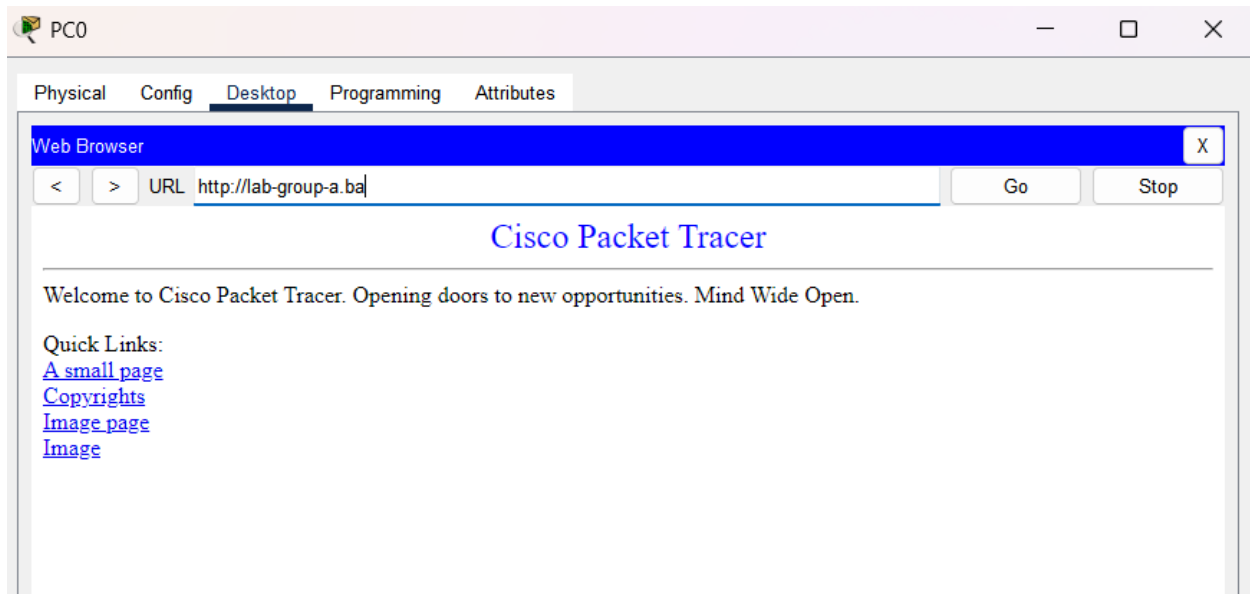 PC0
Physical Config Desktop Programming Attributes
Web Browser X
< > URL http://lab-group-a.ba Go Stop
Cisco Packet Tracer
Welcome to Cisco Packet Tracer. Opening doors to new opportunities. Mind Wide Open.
Quick Links:
A small page
Copyrights
Image page
Image